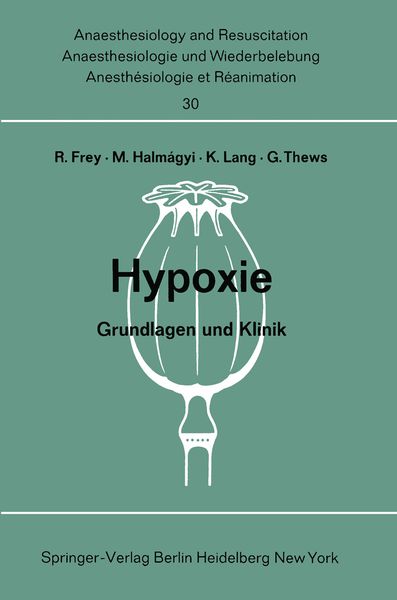 Anaesthesiology and Resuscitation
Anaesthesiologie und Wiederbelebung
Anesthésiologie et Réanimation
30
R. Frey · M. Halmágyi · K. Lang · G. Thews
Hypoxie
Grundlagen und Klinik
Springer-Verlag Berlin Heidelberg New York